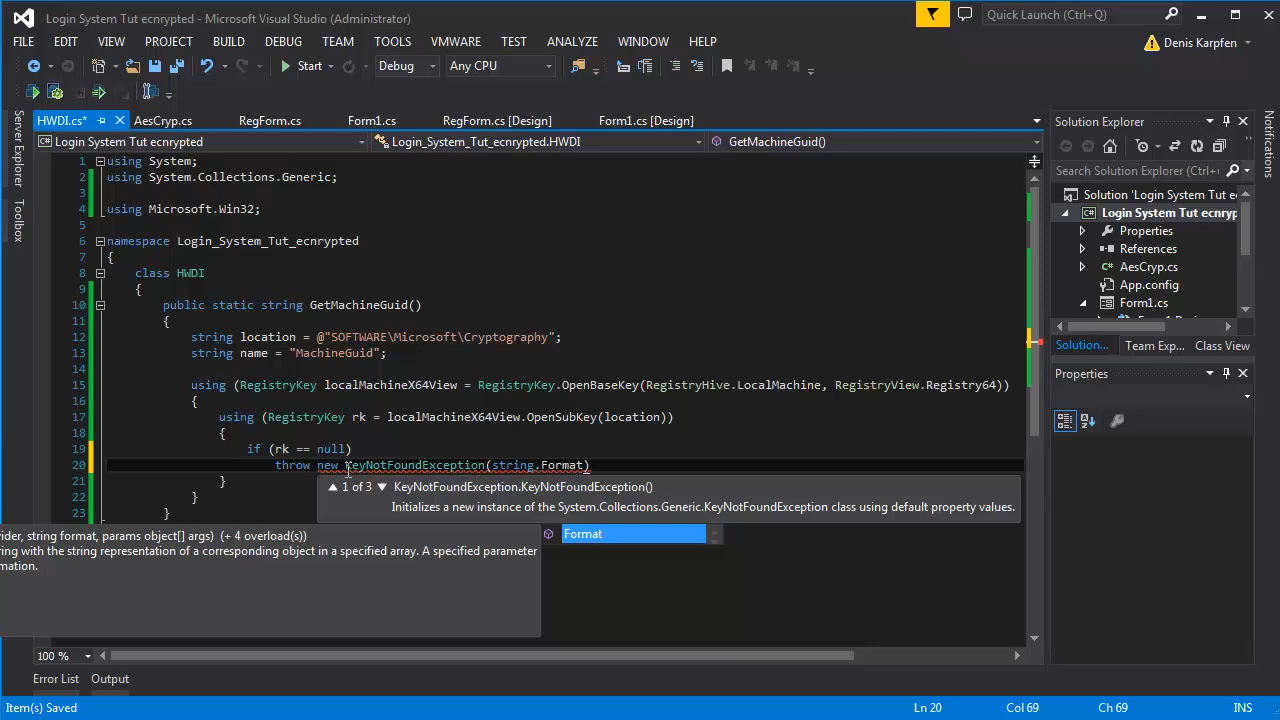 Login System Tut ecnrypted - Microsoft Visual Studio (Administrator)
Quick Launch (Ctrl+Q)
FILE EDIT VIEW PROJECT BUILD DEBUG TEAM TOOLS VMWARE TEST ANALYZE WINDOW HELP
Denis Karpfen
Start Debug Any CPU
Server Explorer
Toolbox
HWDI.cs* AesCryp.cs RegForm.cs Form1.cs RegForm.cs [Design] Form1.cs [Design]
Login System Tut ecnrypted Login_System_Tut_ecnrypted.HWDI GetMachineGuid()
1 using System;
2 using System.Collections.Generic;
3
4 using Microsoft.Win32;
5
6 namespace Login_System_Tut_ecnrypted
7 {
8 class HWDI
9 {
10 public static string GetMachineGuid()
11 {
12 string location = @"SOFTWARE\Microsoft\Cryptography";
13 string name = "MachineGuid";
14
15 using (RegistryKey localMachineX64View = RegistryKey.OpenBaseKey(RegistryHive.LocalMachine, RegistryView.Registry64))
16 {
17 using (RegistryKey rk = localMachineX64View.OpenSubKey(location))
18 {
19 if (rk == null)
20 throw new KeyNotFoundException(string.Format)
21 }
22 }
23 }
1 of 3 KeyNotFoundException.KeyNotFoundException()
Initializes a new instance of the System.Collections.Generic.KeyNotFoundException class using default property values.
vider, string format, params object[] args) (+ 4 overload(s))
ring with the string representation of a corresponding object in a specified array. A specified parameter
mation.
Format
100 %
Error List Output
Item(s) Saved
Ln 20 Col 69 Ch 69 INS
Solution Explorer
Search Solution Explorer (Ctrl+
Solution 'Login System Tut e
Login System Tut ecnryp
Properties
References
AesCryp.cs
App.config
Form1.cs
Solution... Team Exp... Class View
Properties
Notifications